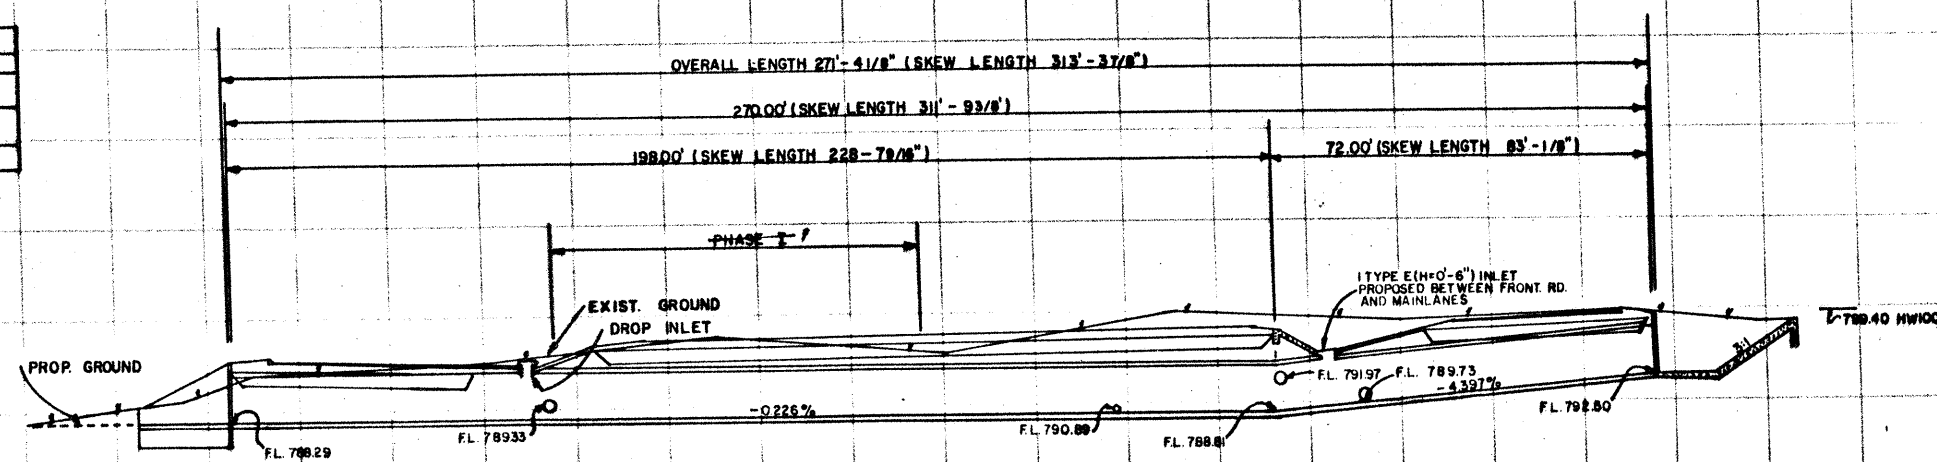 OVERALL LENGTH 271'-4 1/8" (SKEW LENGTH 313'-3 7/8")
270.00' (SKEW LENGTH 311'-9 3/8')
198.00' (SKEW LENGTH 228-7 9/16")
72.00' (SKEW LENGTH 83'-1/8")
PHASE I
1 TYPE E(H=0'-6") INLET
PROPOSED BETWEEN FRONT. RD.
AND MAINLANES
EXIST. GROUND
DROP INLET
789.40 HW100
PROP. GROUND
3:1
F.L. 791.97
F.L. 789.73
-4.397%
F.L. 792.80
-0.226%
F.L. 789.33
F.L. 790.89
F.L. 788.81
F.L. 788.29